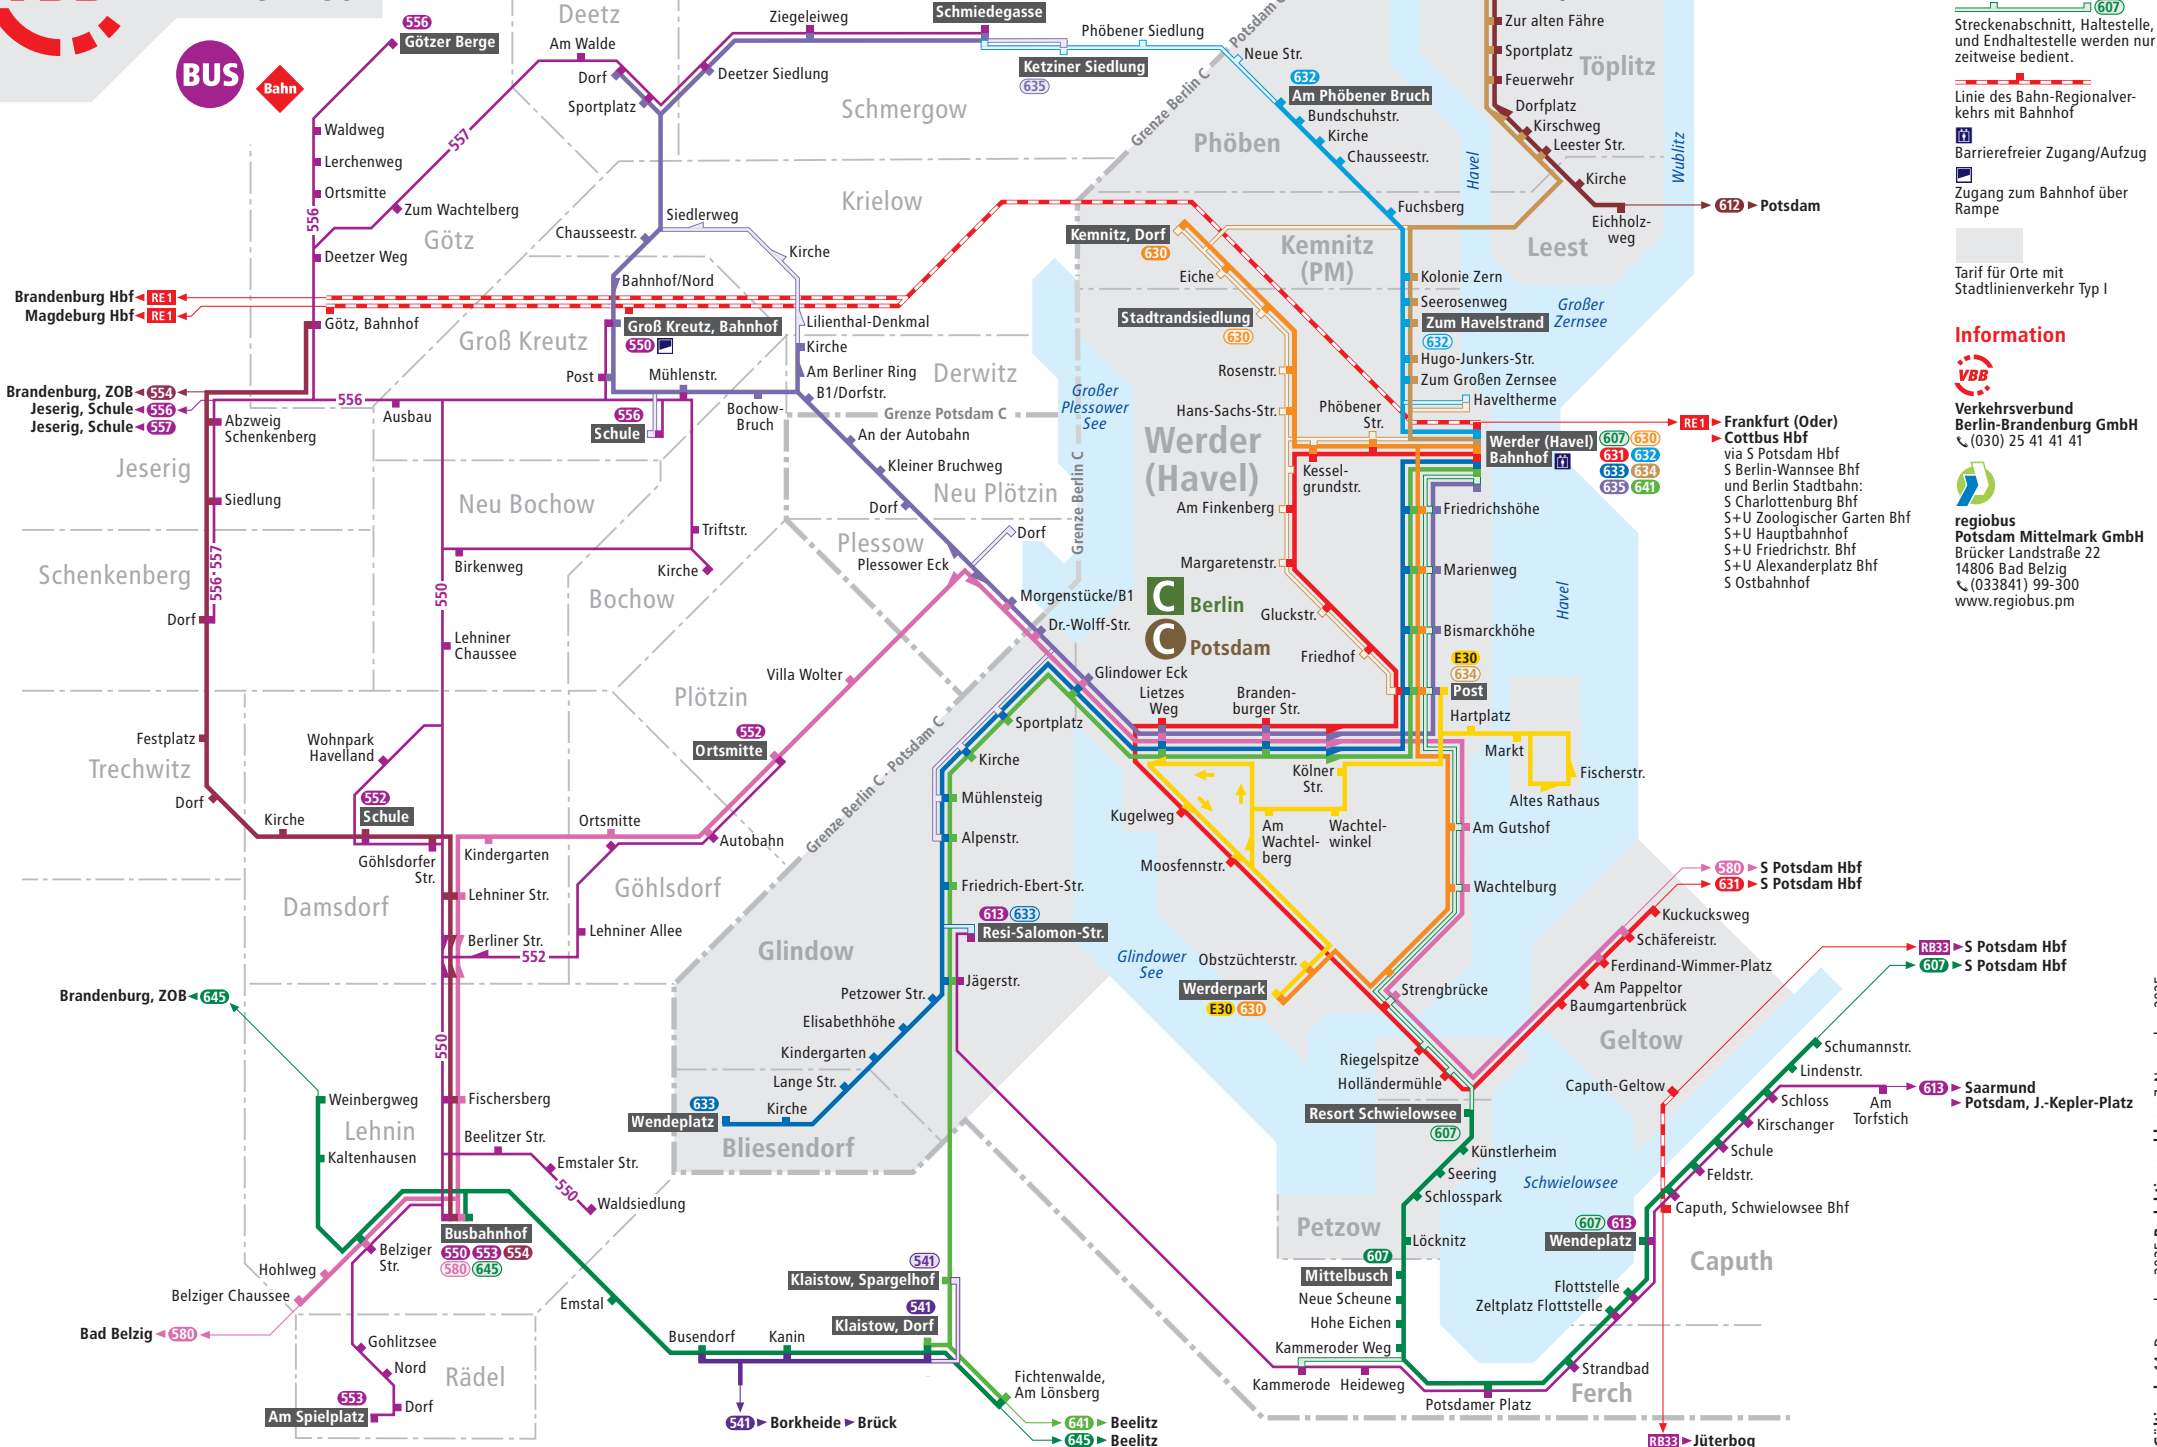 VBB
BUS
Bahn
556
Götzer Berge
Deetz
Am Walde
Dorf
Sportplatz
557
Deetzer Siedlung
Ziegeleiweg
Schmiedegasse
Ketziner Siedlung
635
Phöbener Siedlung
Schmergow
Krielow
Potsdam C
Grenze Berlin C
Neue Str.
632
Am Phöbener Bruch
Bundschuhstr.
Kirche
Chausseestr.
Phöben
Fuchsberg
Zur alten Fähre
Sportplatz
Feuerwehr
Dorfplatz
Kirschweg
Leester Str.
Kirche
Eichholz-
weg
Töplitz
Leest
Havel
Wublitz
612
Potsdam
Waldweg
Lerchenweg
Ortsmitte
556
Zum Wachtelberg
Deetzer Weg
Götz
Siedlerweg
Chausseestr.
Kirche
Bahnhof/Nord
Brandenburg Hbf
RE1
Magdeburg Hbf
RE1
Götz, Bahnhof
Groß Kreutz
Groß Kreutz, Bahnhof
550
Lilienthal-Denkmal
Kirche
Am Berliner Ring
B1/Dorfstr.
Post
Mühlenstr.
556
Schule
Bochow-
Bruch
Derwitz
Grenze Potsdam C
An der Autobahn
Kleiner Bruchweg
Dorf
Neu Plötzin
Plessow
Plessower Eck
Dorf
Großer
Plessower
See
Grenze Berlin C
Brandenburg, ZOB
554
Jeserig, Schule
556
Jeserig, Schule
557
Abzweig
Schenkenberg
556
Ausbau
Jeserig
Siedlung
556·557
Schenkenberg
Dorf
Neu Bochow
Triftstr.
Kirche
Birkenweg
550
Bochow
Lehniner
Chaussee
Kemnitz, Dorf
630
Kemnitz
(PM)
Eiche
Stadtrandsiedlung
630
Rosenstr.
Hans-Sachs-Str.
Phöbener
Str.
Werder
(Havel)
Kessel-
grundstr.
Am Finkenberg
Margaretenstr.
Gluckstr.
Friedhof
C Berlin
C Potsdam
Kolonie Zern
Seerosenweg
Zum Havelstrand
632
Hugo-Junkers-Str.
Zum Großen Zernsee
Haveltherme
Großer
Zernsee
Werder (Havel)
Bahnhof
607 630
631 632
633 634
635 641
RE1
Frankfurt (Oder)
Cottbus Hbf
via S Potsdam Hbf
S Berlin-Wannsee Bhf
und Berlin Stadtbahn:
S Charlottenburg Bhf
S+U Zoologischer Garten Bhf
S+U Hauptbahnhof
S+U Friedrichstr. Bhf
S+U Alexanderplatz Bhf
S Ostbahnhof
Friedrichshöhe
Marienweg
Bismarckhöhe
E30
634
Post
Hartplatz
Markt
Fischerstr.
Altes Rathaus
Havel
Morgenstücke/B1
Dr.-Wolff-Str.
Glindower Eck
Lietzes
Weg
Branden-
burger Str.
Kölner
Str.
Kugelweg
Am
Wachtel-
berg
Wachtel-
winkel
Moosfennstr.
Am Gutshof
Wachtelburg
Obstzüchterstr.
Werderpark
E30 630
Strengbrücke
Riegelspitze
Holländermühle
Resort Schwielowsee
607
Künstlerheim
Seering
Schlosspark
Petzow
Löcknitz
607
Mittelbusch
Neue Scheune
Hohe Eichen
Kammeroder Weg
Kammerode
Heideweg
Potsdamer Platz
Strandbad
Ferch
Villa Wolter
Plötzin
552
Ortsmitte
Sportplatz
Kirche
Mühlensteig
Alpenstr.
Friedrich-Ebert-Str.
613 633
Resi-Salomon-Str.
Jägerstr.
Grenze Berlin C · Potsdam C
Glindow
Glindower
See
Petzower Str.
Elisabethhöhe
Kindergarten
Lange Str.
Kirche
633
Wendeplatz
Bliesendorf
Festplatz
Trechwitz
Dorf
Kirche
Wohnpark
Havelland
552
Schule
Göhlsdorfer
Str.
Kindergarten
Ortsmitte
Autobahn
Göhlsdorf
Lehniner Allee
Damsdorf
Lehniner Str.
Berliner Str.
552
550
Brandenburg, ZOB
645
Weinbergweg
Lehnin
Kaltenhausen
Fischersberg
Beelitzer Str.
Emstaler Str.
550
Waldsiedlung
Busbahnhof
550 553 554
580 645
Belziger
Str.
Hohlweg
Belziger Chaussee
Bad Belzig
580
Emstal
Gohlitzsee
Nord
Dorf
553
Am Spielplatz
Rädel
Busendorf
Kanin
541
Klaistow, Spargelhof
541
Klaistow, Dorf
541
Borkheide
Brück
Fichtenwalde,
Am Lönsberg
641
Beelitz
645
Beelitz
580
S Potsdam Hbf
631
S Potsdam Hbf
Kuckucksweg
Schäfereistr.
Ferdinand-Wimmer-Platz
Am Pappeltor
Baumgartenbrück
Geltow
Caputh-Geltow
RB33
S Potsdam Hbf
607
S Potsdam Hbf
Schumannstr.
Lindenstr.
Schloss
Kirschanger
Schule
Feldstr.
Am
Torfstich
613
Saarmund
Potsdam, J.-Kepler-Platz
Caputh, Schwielowsee Bhf
607 613
Wendeplatz
Caputh
Schwielowsee
Flottstelle
Zeltplatz Flottstelle
RB33
Jüterbog
607
Streckenabschnitt, Haltestelle,
und Endhaltestelle werden nur
zeitweise bedient.
Linie des Bahn-Regionalver-
kehrs mit Bahnhof
Barrierefreier Zugang/Aufzug
Zugang zum Bahnhof über
Rampe
Tarif für Orte mit
Stadtlinienverkehr Typ I
Information
VBB
Verkehrsverbund
Berlin-Brandenburg GmbH
(030) 25 41 41 41
regiobus
Potsdam Mittelmark GmbH
Brücker Landstraße 22
14806 Bad Belzig
(033841) 99-300
www.regiobus.pm